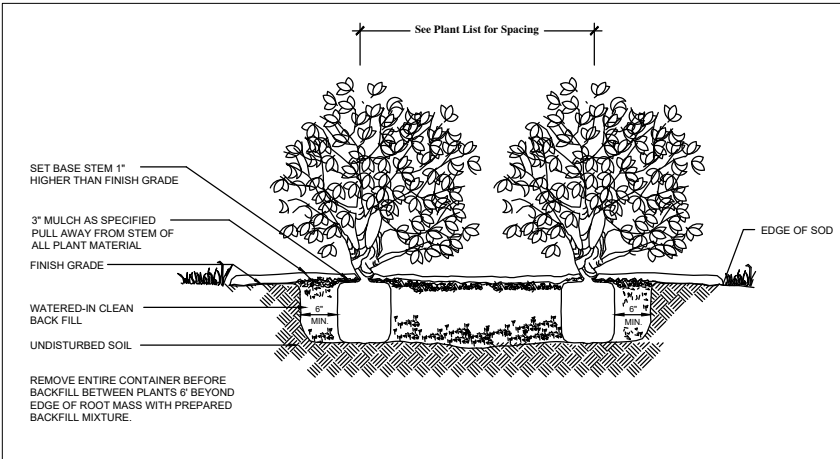 See Plant List for Spacing
SET BASE STEM 1"
HIGHER THAN FINISH GRADE
3" MULCH AS SPECIFIED
PULL AWAY FROM STEM OF
ALL PLANT MATERIAL
EDGE OF SOD
FINISH GRADE
WATERED-IN CLEAN
BACK FILL
6"
MIN.
6"
MIN.
UNDISTURBED SOIL
REMOVE ENTIRE CONTAINER BEFORE
BACKFILL BETWEEN PLANTS 6' BEYOND
EDGE OF ROOT MASS WITH PREPARED
BACKFILL MIXTURE.